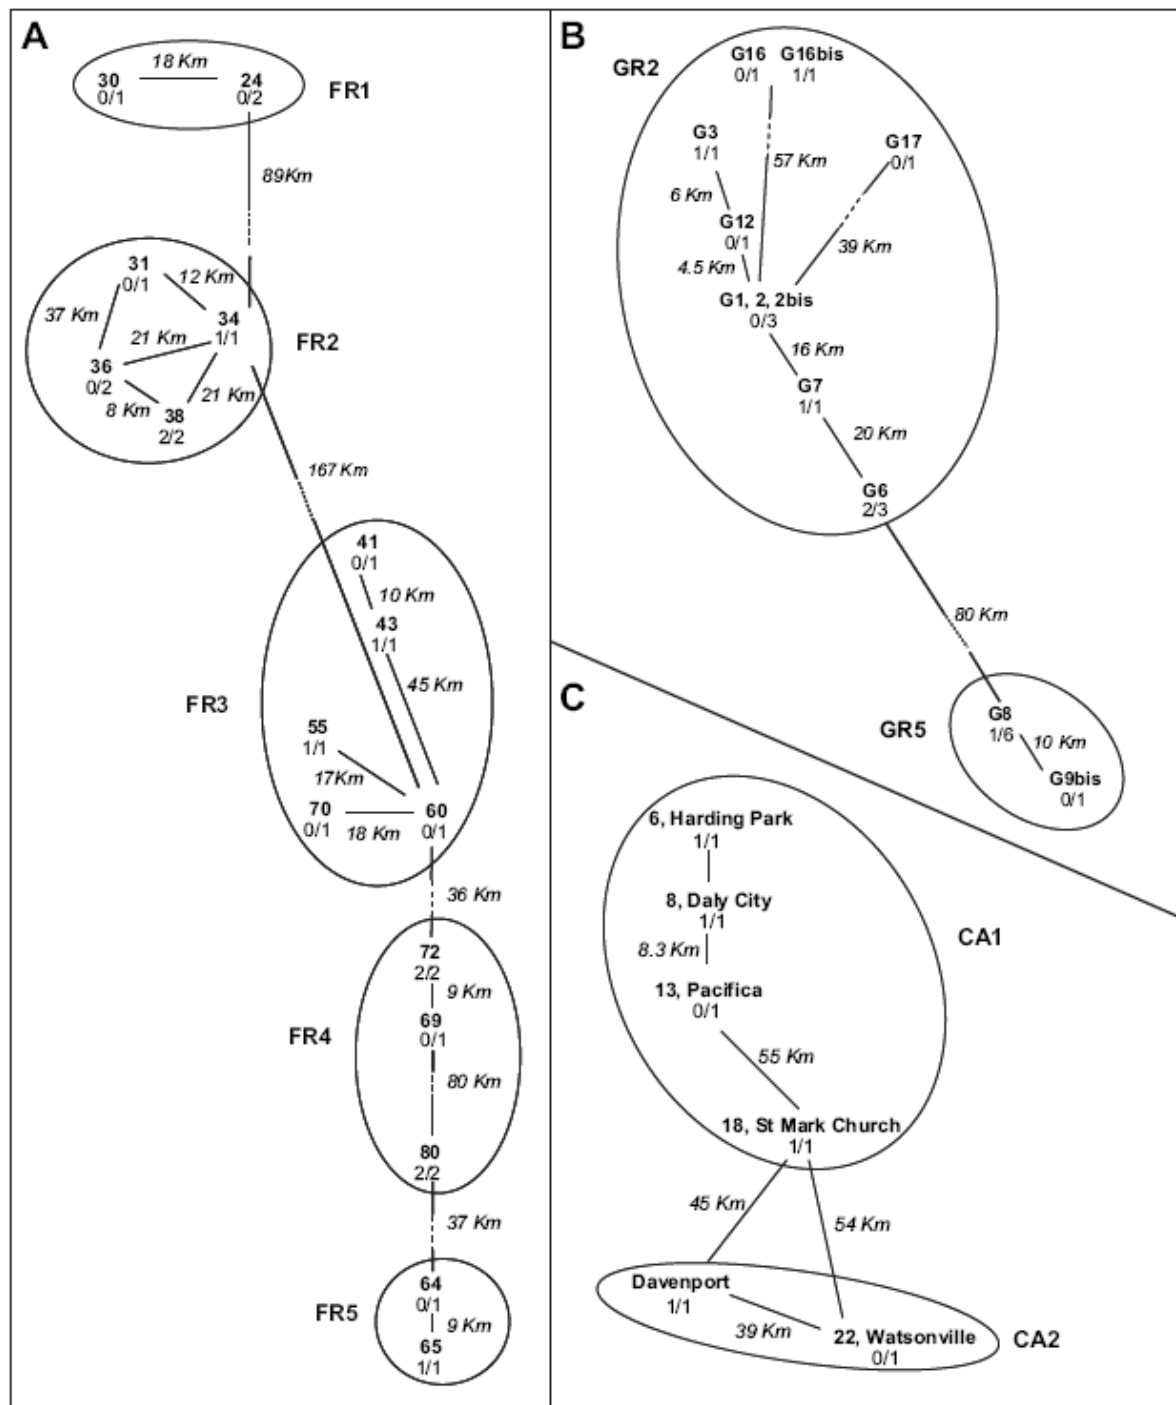 A
18 Km
30
0/1
24
0/2
FR1
89Km
31
0/1
12 Km
37 Km
34
1/1
21 Km
FR2
36
0/2
21 Km
8 Km
38
2/2
167 Km
41
0/1
10 Km
43
1/1
45 Km
FR3
55
1/1
17Km
70
0/1
18 Km
60
0/1
36 Km
72
2/2
9 Km
69
0/1
FR4
80 Km
80
2/2
37 Km
64
0/1
FR5
9 Km
65
1/1
B
GR2
G16
0/1
G16bis
1/1
G3
1/1
G17
0/1
57 Km
6 Km
G12
0/1
39 Km
4.5 Km
G1, 2, 2bis
0/3
16 Km
G7
1/1
20 Km
G6
2/3
80 Km
G8
1/6
GR5
10 Km
G9bis
0/1
C
6, Harding Park
1/1
8, Daly City
1/1
CA1
8.3 Km
13, Pacifica
0/1
55 Km
18, St Mark Church
1/1
45 Km
54 Km
Davenport
1/1
39 Km
22, Watsonville
0/1
CA2